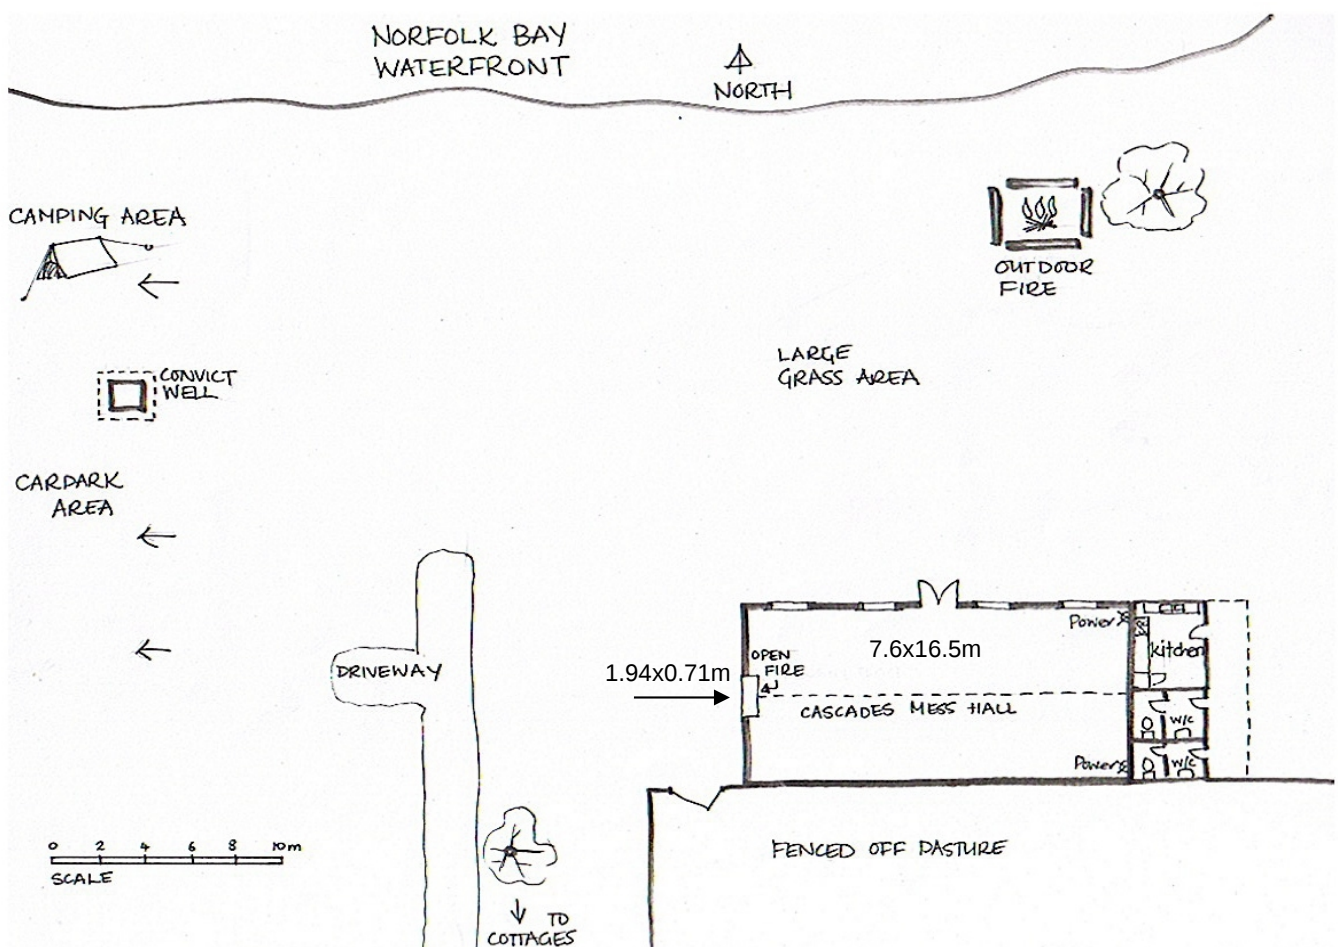 NORFOLK BAY
WATERFRONT
NORTH
CAMPING AREA
OUTDOOR
FIRE
LARGE
GRASS AREA
CONVICT
WELL
CARDARK
AREA
Power
7.6x16.5m
kitchen
OPEN
FIRE
DRIVEWAY
1.94x0.71m
CASCADES MESS HALL
W/C
Power
W/C
0 2 4 6 8 10m
SCALE
FENCED OFF PASTURE
TO
COTTAGES